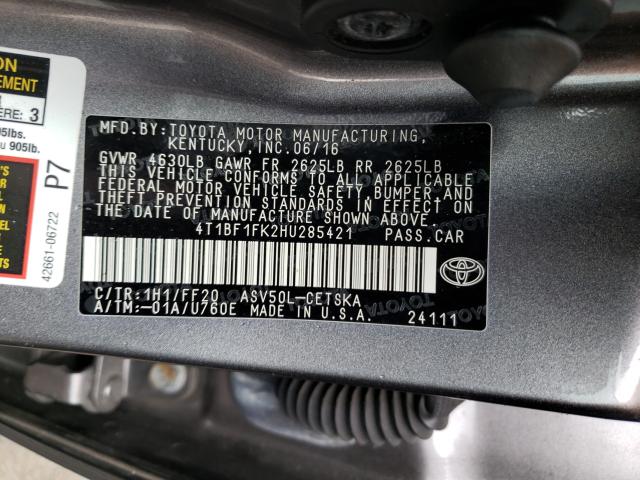 ON
EMENT
ERE: 3
5lbs.
905lb.
P7
42661-06722
MFD.BY:TOYOTA MOTOR MANUFACTURING,
KENTUCKY,INC.06/16
GVWR 4630LB GAWR FR 2625LB RR 2625LB
THIS VEHICLE CONFORMS TO ALL APPLICABLE
FEDERAL MOTOR VEHICLE SAFETY BUMPER AND
THEFT PREVENTION STANDARDS IN EFFECT ON
THE DATE OF MANUFACTURE SHOWN ABOVE.
4T1BF1FK2HU285421 PASS.CAR
TOYOTA
C/TR:1H1/FF20 ASV50L-CETSKA
A/TM:-01A/U760E MADE IN U.S.A. 24111